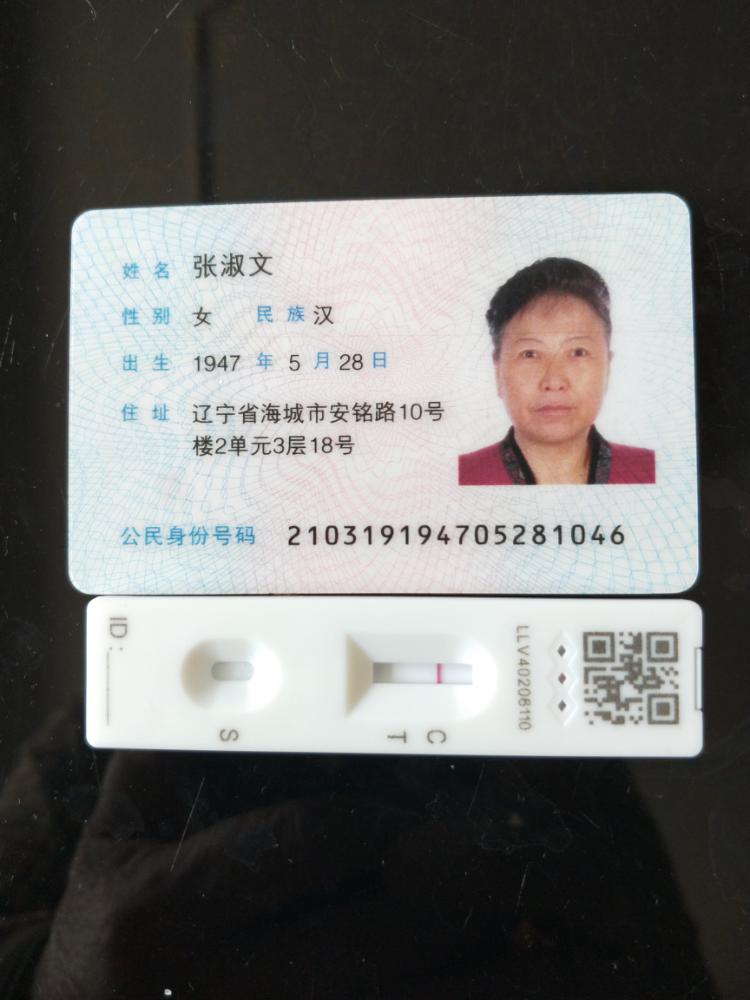 姓名 张淑文
性别 女 民族 汉
出生 1947 年 5 月 28 日
住址 辽宁省海城市安铭路10号
楼2单元3层18号
公民身份号码 210319194705281046
ID:
S
T
C
LLV40206110